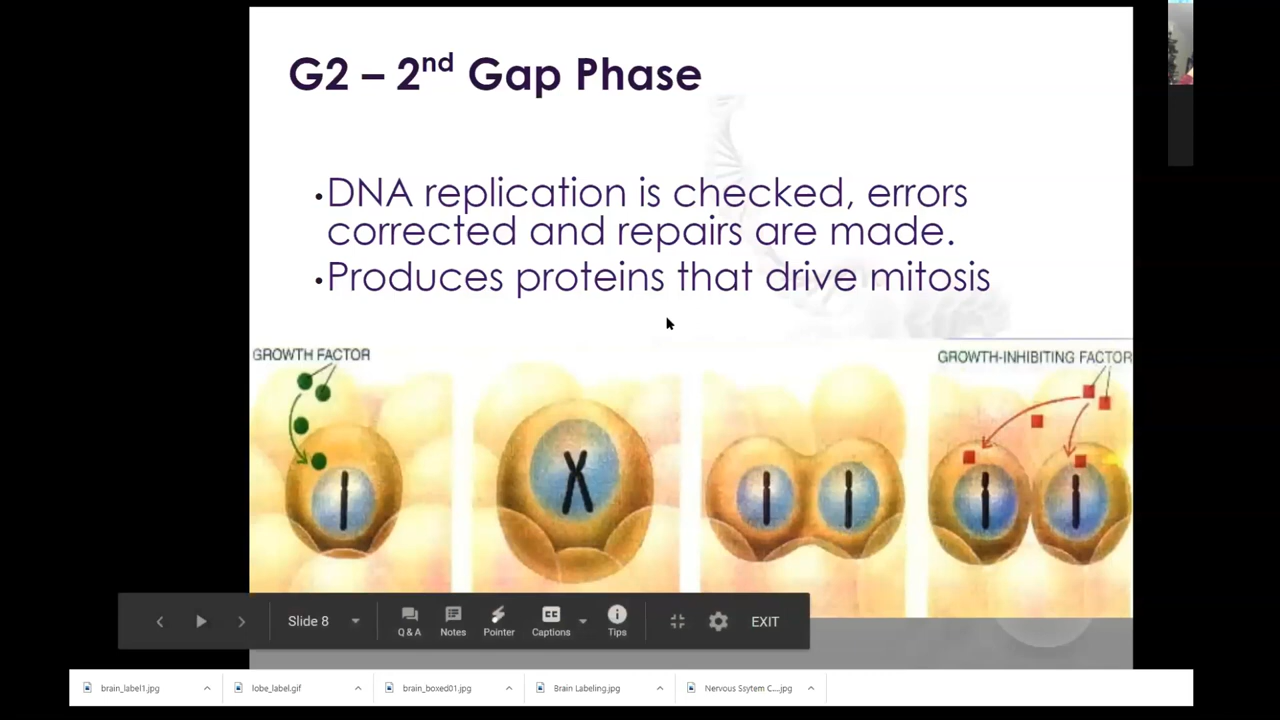 G2 – 2nd Gap Phase
•DNA replication is checked, errors
corrected and repairs are made.
•Produces proteins that drive mitosis
GROWTH FACTOR
GROWTH-INHIBITING FACTOR
Slide 8
Q & A
Notes
Pointer
CC
Captions
Tips
EXIT
brain_label1.jpg
lobe_label.gif
brain_boxed01.jpg
Brain Labeling.jpg
Nervous Ssytem C....jpg